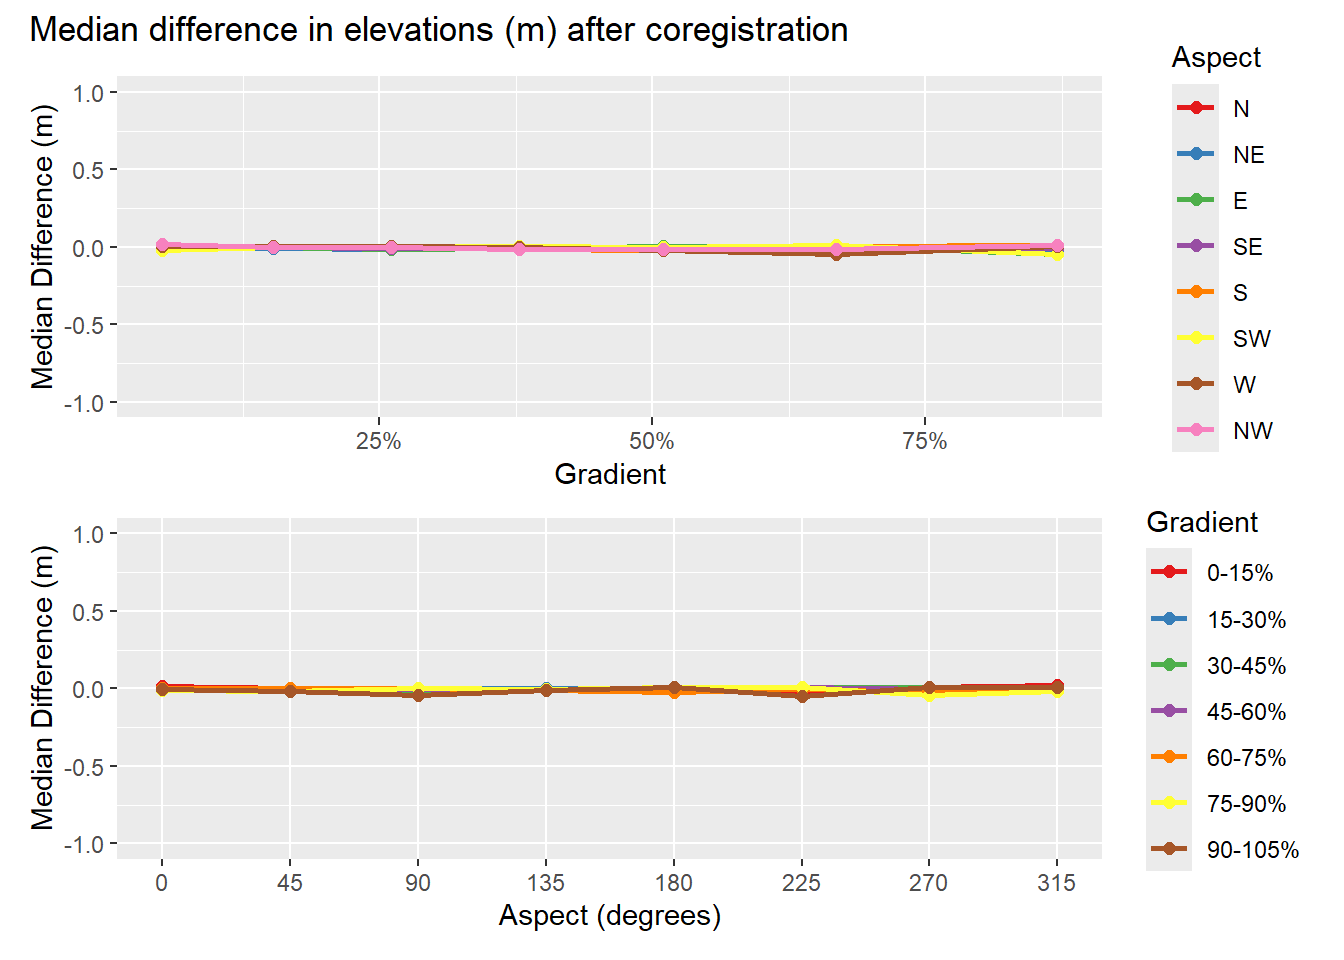 Median difference in elevations (m) after coregistration
Median Difference (m)
1.0
0.5
0.0
-0.5
-1.0
25%
50%
75%
Gradient
Aspect
N
NE
E
SE
S
SW
W
NW
Median Difference (m)
1.0
0.5
0.0
-0.5
-1.0
0
45
90
135
180
225
270
315
Aspect (degrees)
Gradient
0-15%
15-30%
30-45%
45-60%
60-75%
75-90%
90-105%